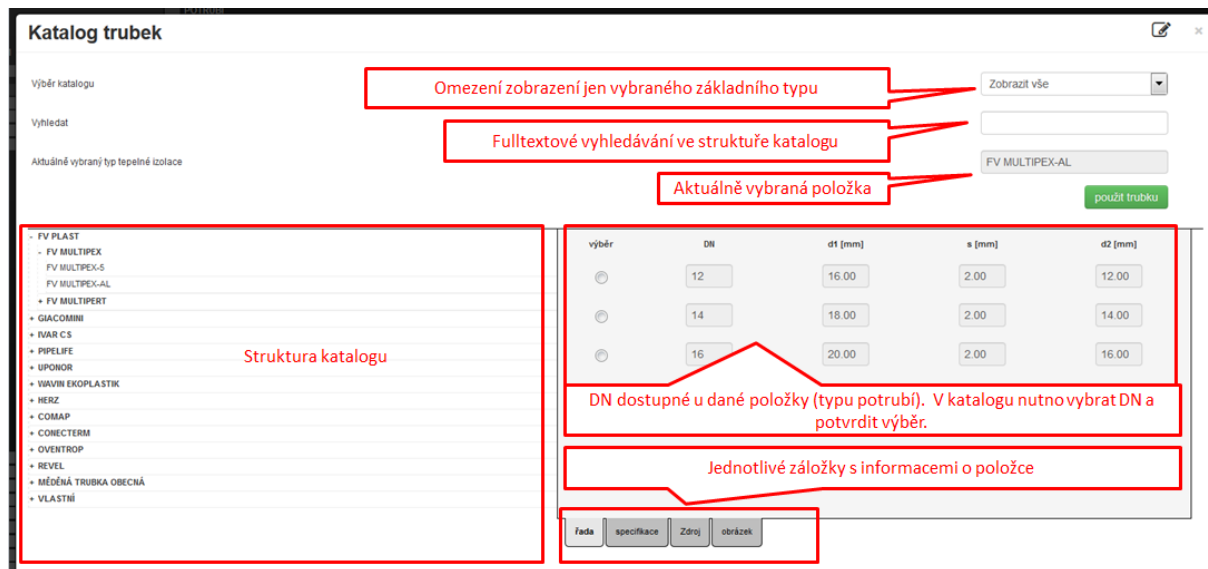 POTRUBÍ
Katalog trubek
Výběr katalogu
Omezení zobrazení jen vybraného základního typu
Zobrazit vše
Vyhledat
Fulltextové vyhledávání ve struktuře katalogu
Aktuálně vybraný typ tepelné izolace
FV MULTIPEX-AL
Aktuálně vybraná položka
použít trubku
- FV PLAST
- FV MULTIPEX
FV MULTIPEX-5
FV MULTIPEX-AL
+ FV MULTIPERT
+ GIACOMINI
+ IVAR CS
+ PIPELIFE
+ UPONOR
+ WAVIN EKOPLASTIK
+ HERZ
+ COMAP
+ CONECTERM
+ OVENTROP
+ REVEL
+ MĚDĚNÁ TRUBKA OBECNÁ
+ VLASTNÍ
Struktura katalogu
výběr DN d1 [mm] s [mm] d2 [mm]
12 16.00 2.00 12.00
14 18.00 2.00 14.00
16 20.00 2.00 16.00
DN dostupné u dané položky (typu potrubí). V katalogu nutno vybrat DN a
potvrdit výběr.
Jednotlivé záložky s informacemi o položce
řada specifikace Zdroj obrázek